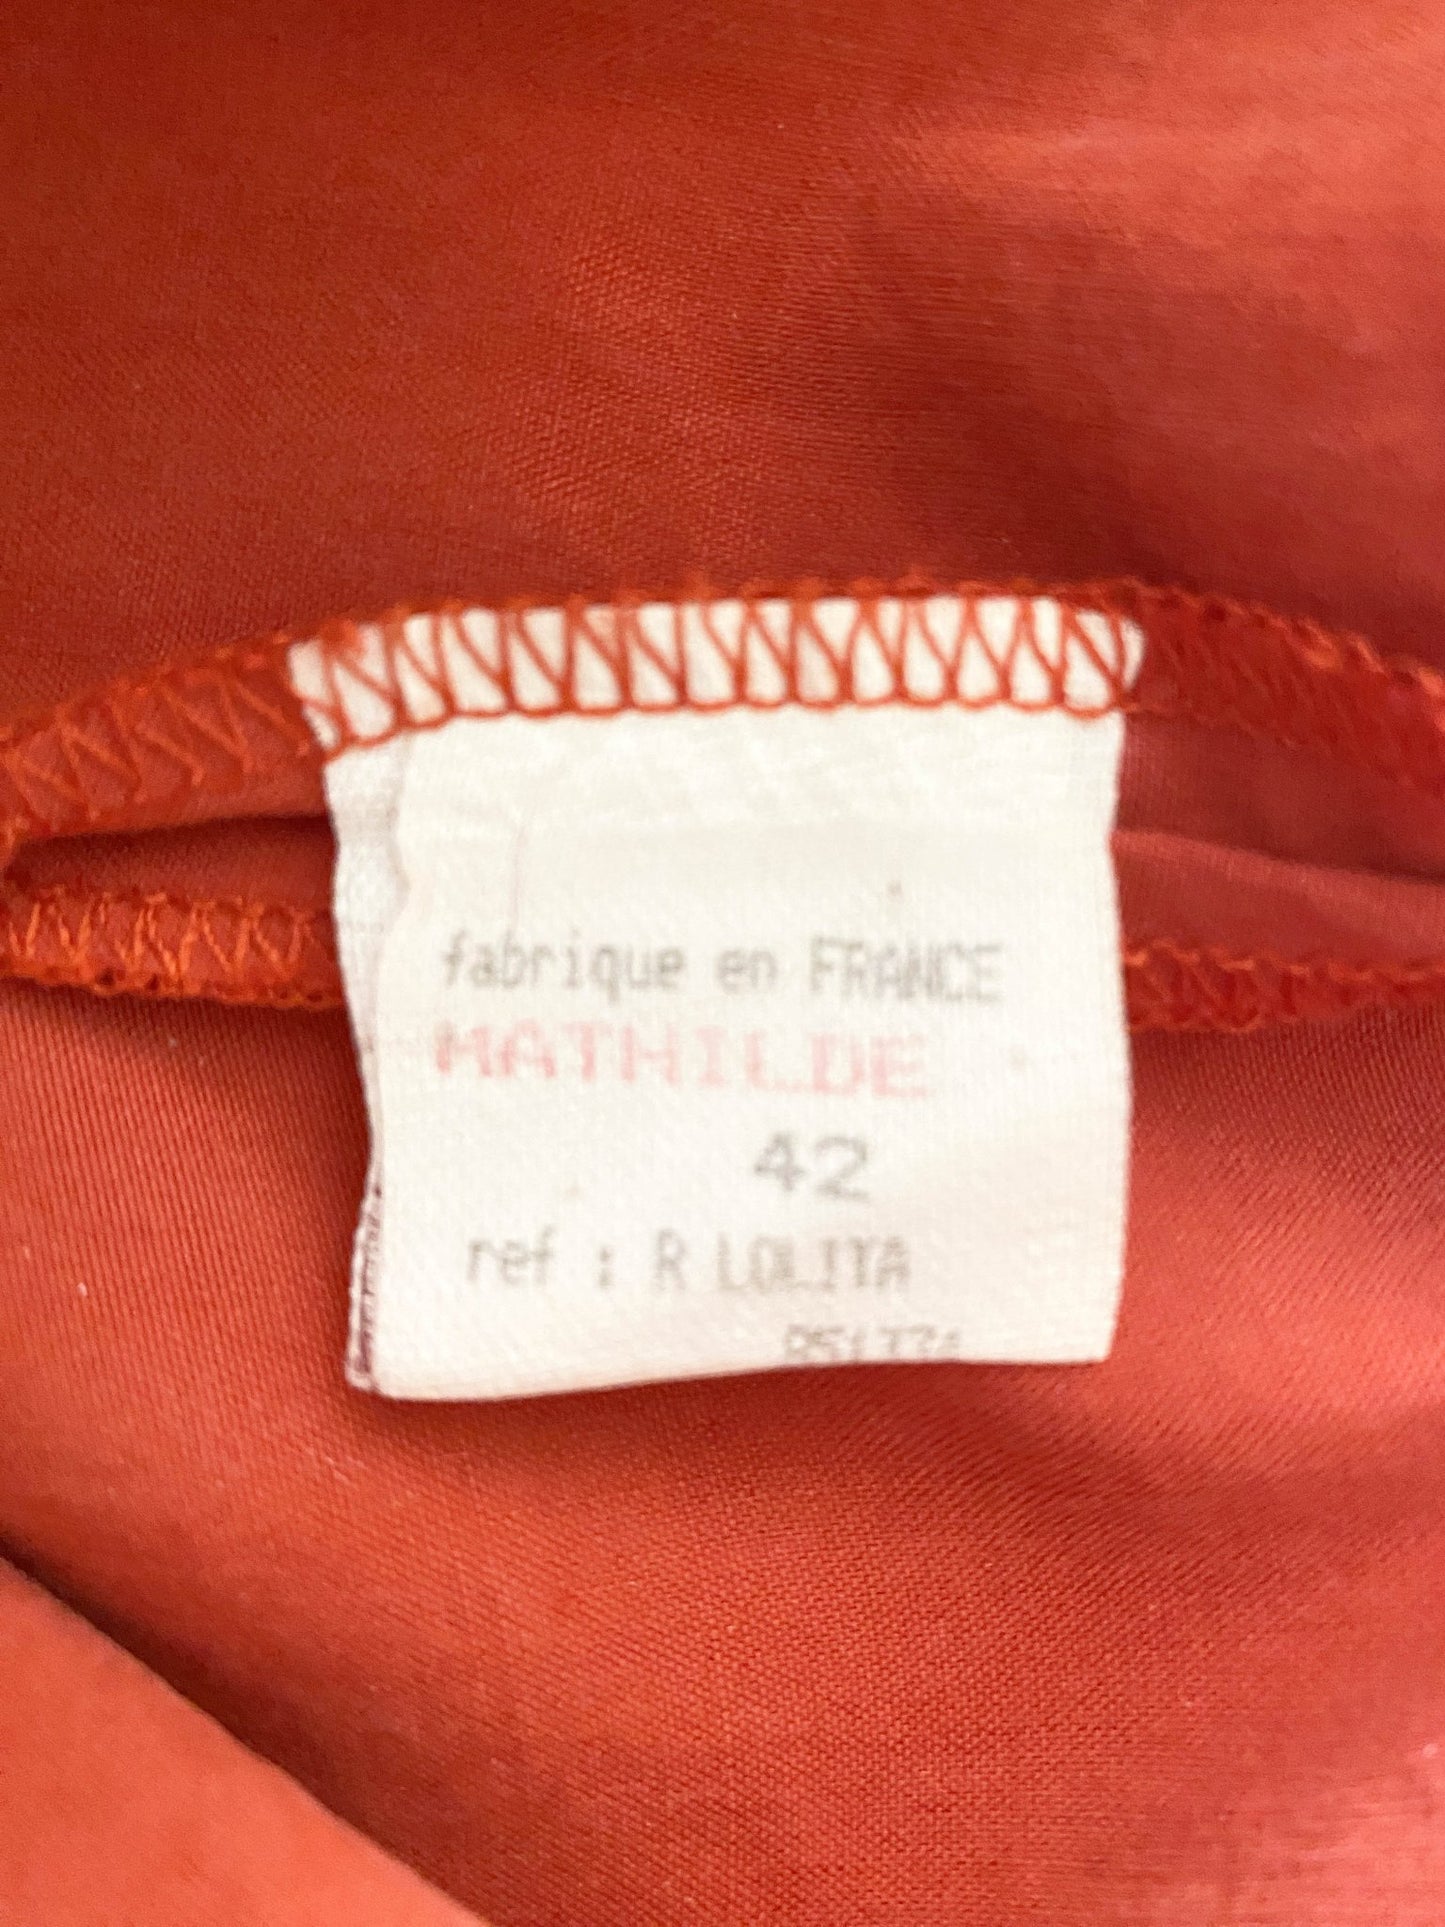 fabrique en FRANCE
MATHILDE
42
ref : R LOLITA